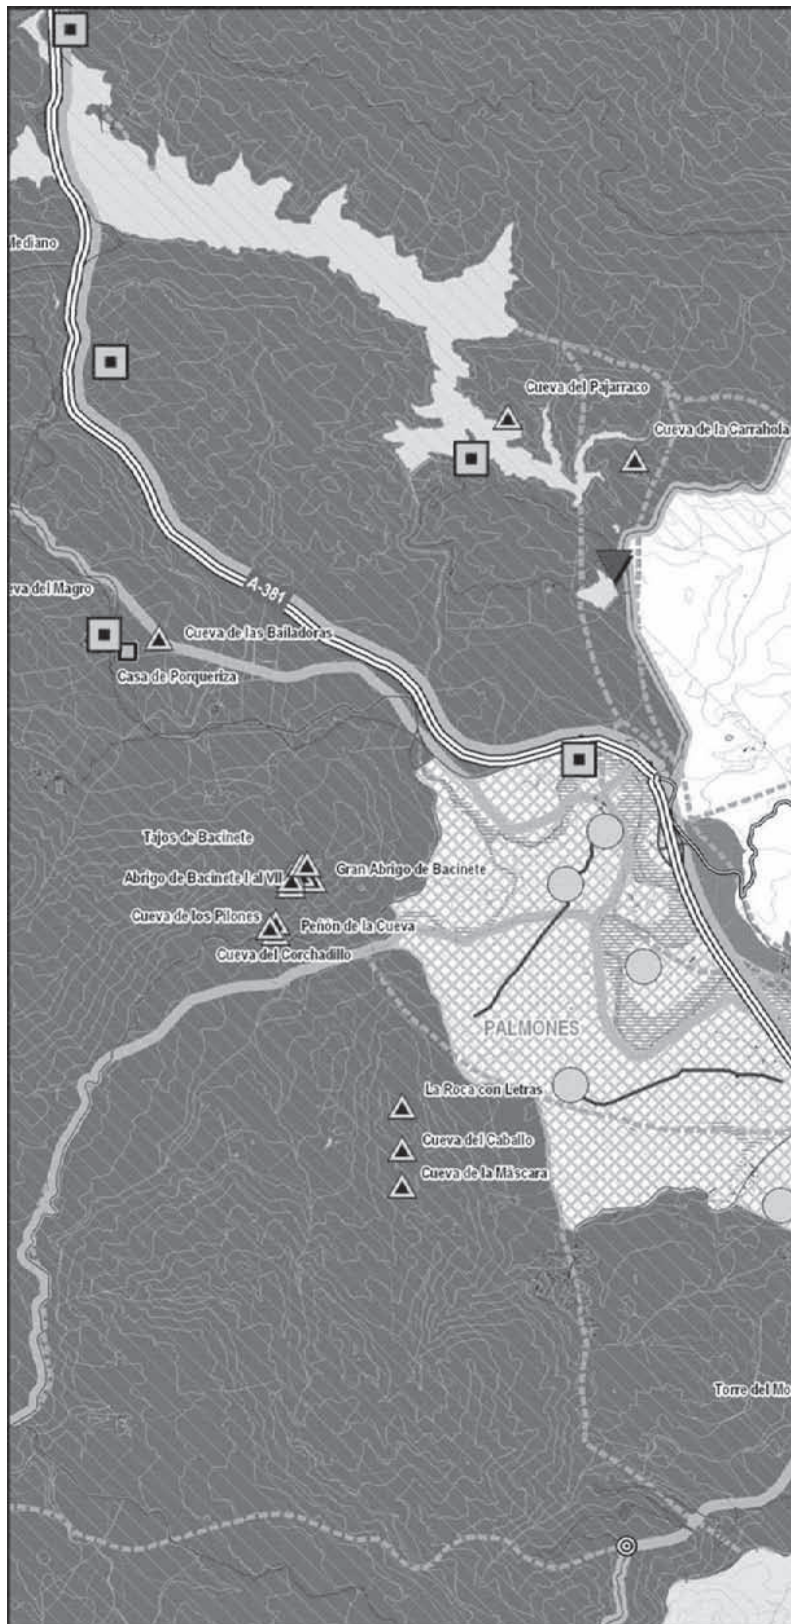 Mediano
Cueva del Pajarraco
Cueva de la Carrahola
A-381
eva del Magro
Cueva de las Bailadoras
Casa de Porqueriza
Tajos de Bacinete
Gran Abrigo de Bacinete
Abrigo de Bacinete I al VII
Cueva de los Pilones
Peñón de la Cueva
Cueva del Corchadillo
PALMONES
La Roca con Letras
Cueva del Caballo
Cueva de la Máscara
Torre del Mo